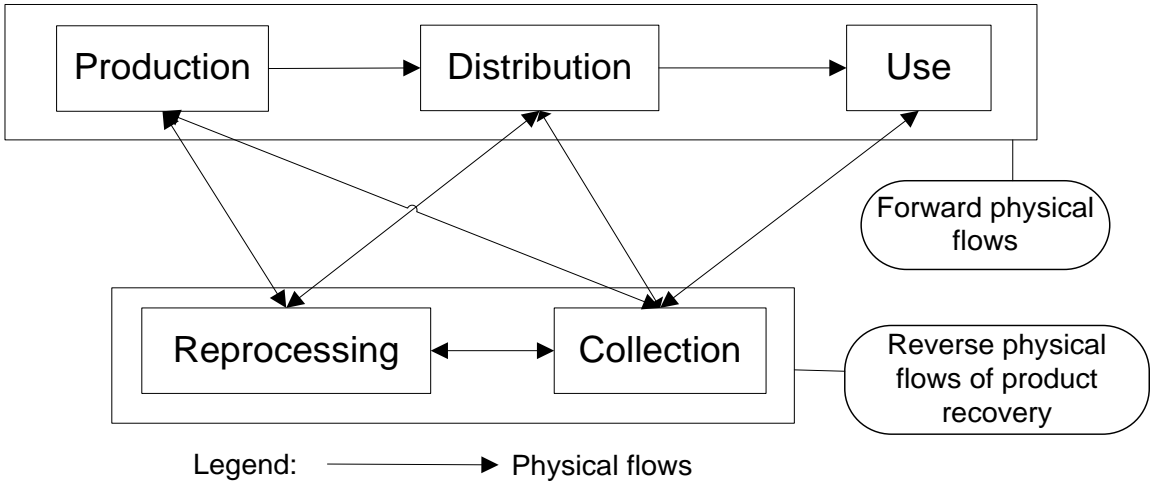 Production
Distribution
Use
Forward physical
flows
Reprocessing
Collection
Reverse physical
flows of product
recovery
Legend:
Physical flows